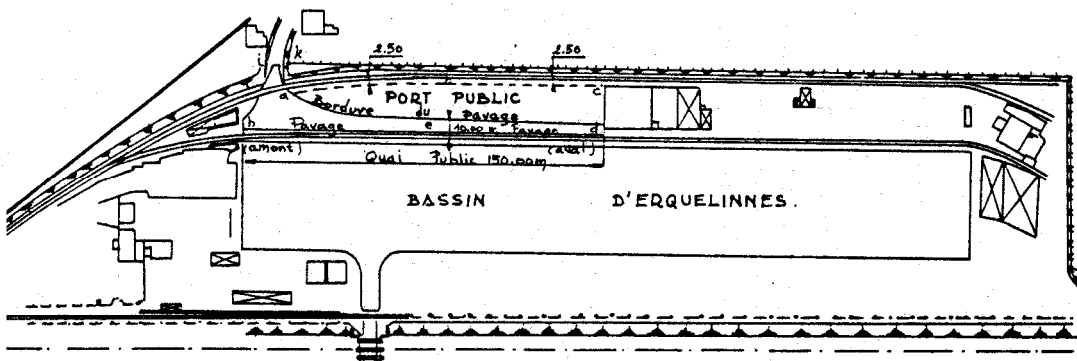 k
2.50 2.50
a PORT PUBLIC c
Bordure du pavage
b Pavage e 10.00 m. Pavage d
(amont) (aval)
Quai Public 150.00m
BASSIN D'ERQUELINNES.